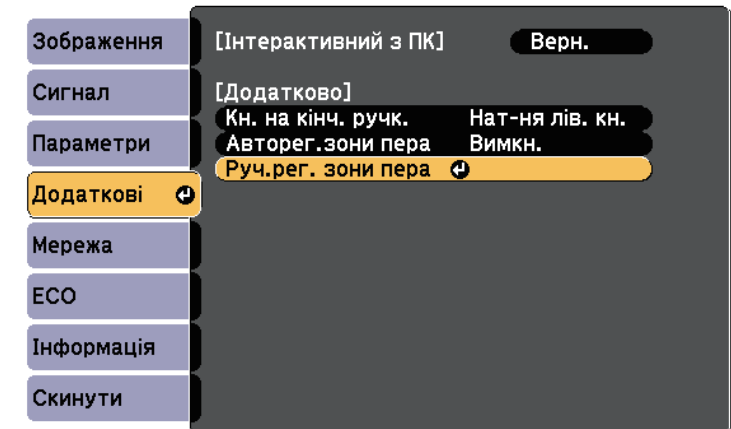 Зображення
Сигнал
Параметри
Додаткові
Мережа
ECO
Інформація
Скинути
[Інтерактивний з ПК] Верн.
[Додатково]
Кн. на кінч. ручк. Нат-ня лів. кн.
Авторег.зони пера Вимкн.
Руч.рег. зони пера